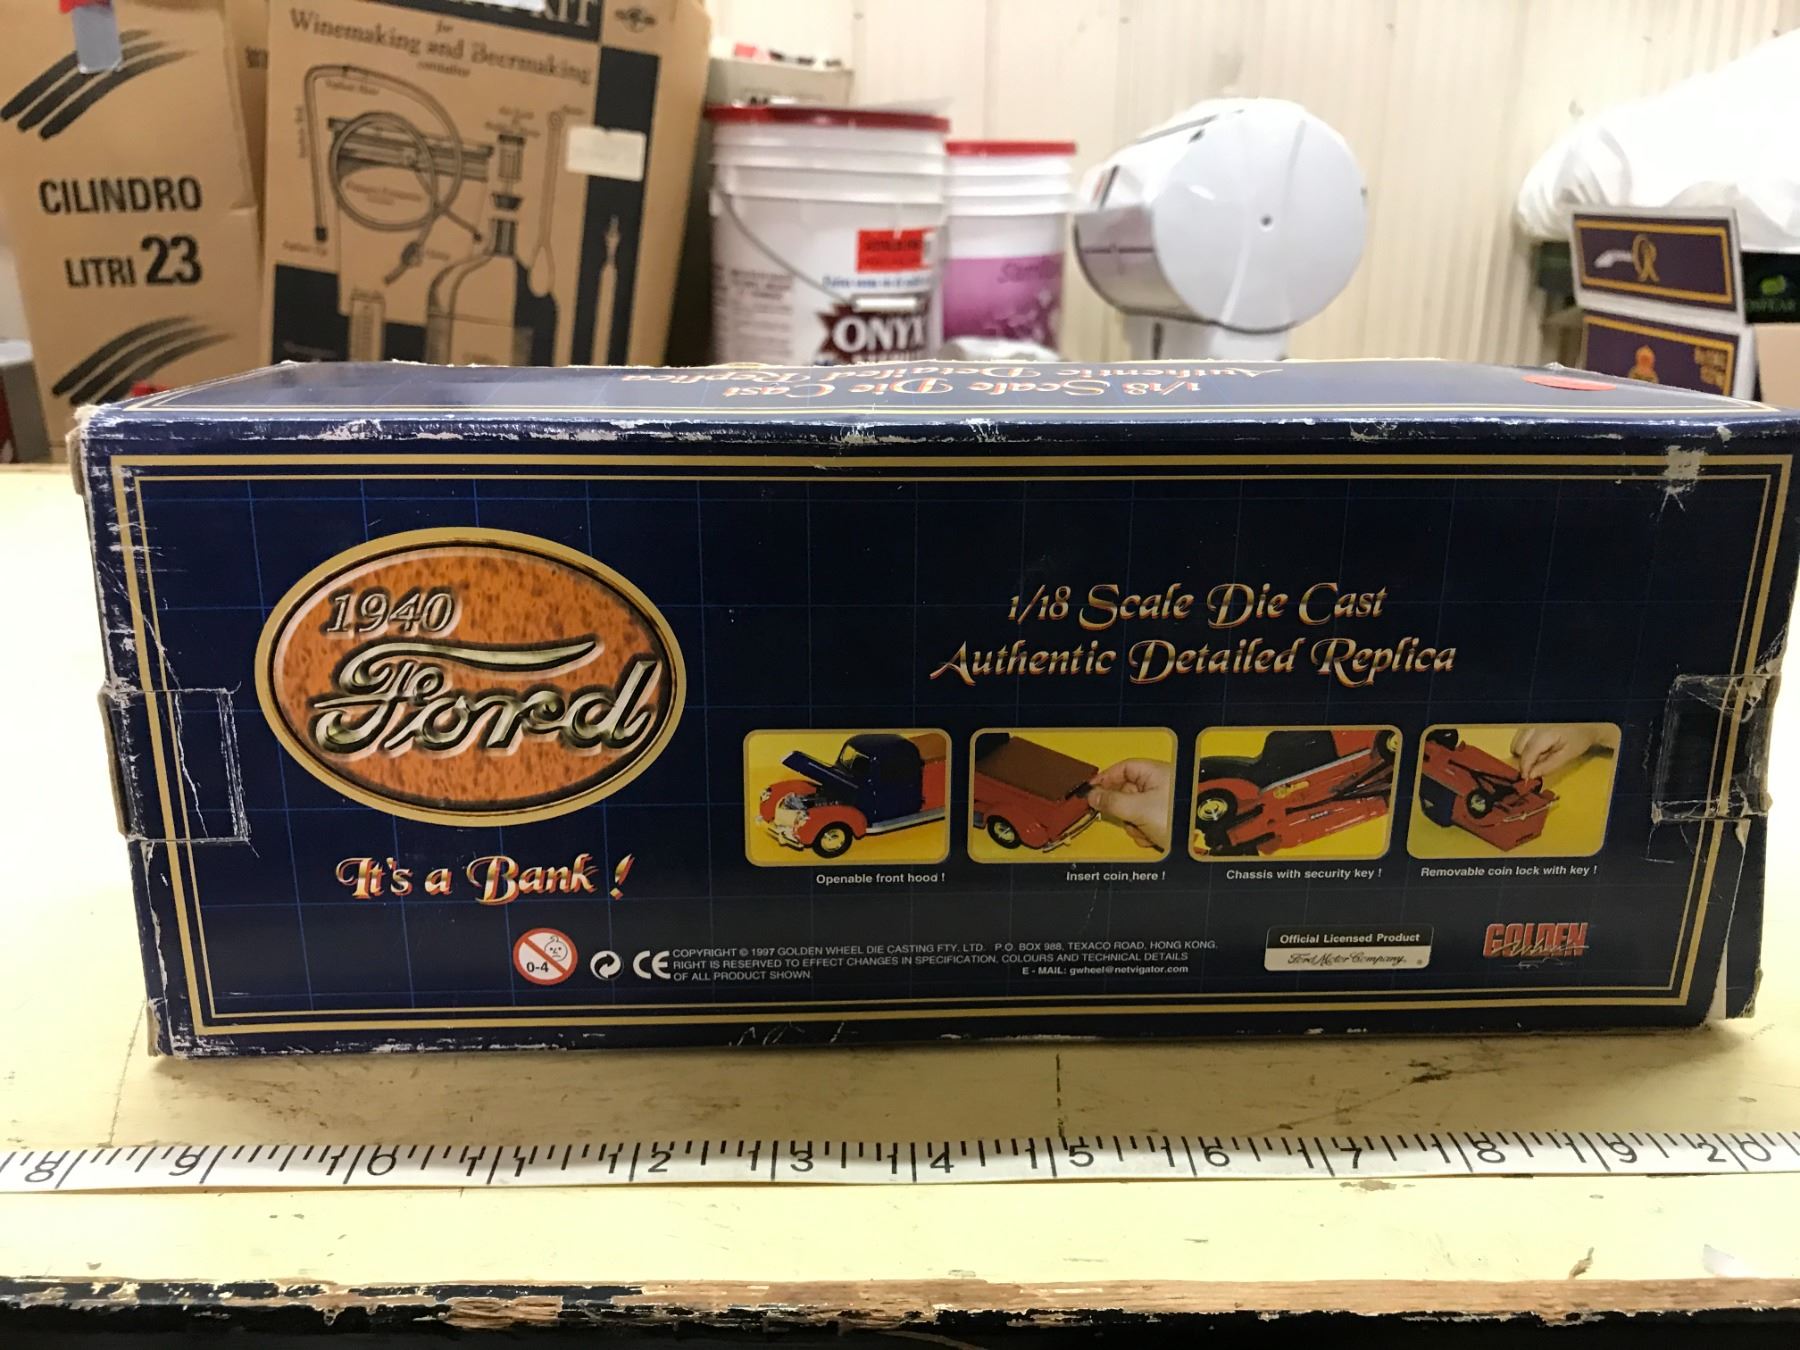 KIT
for
Winemaking and Beermaking
CILINDRO
LITRI 23
ONYX
1/18 Scale Die Cast
Authentic Detailed Replica
1940
Ford
It's a Bank !
1/18 Scale Die Cast
Authentic Detailed Replica
Openable front hood !
Insert coin here !
Chassis with security key !
Removable coin lock with key !
0-4
CE
COPYRIGHT © 1997 GOLDEN WHEEL DIE CASTING FTY. LTD. P.O. BOX 988, TEXACO ROAD, HONG KONG.
RIGHT IS RESERVED TO EFFECT CHANGES IN SPECIFICATION, COLOURS AND TECHNICAL DETAILS
OF ALL PRODUCT SHOWN.
E - MAIL: gwheel@netvigator.com
Official Licensed Product
Ford Motor Company
GOLDEN
Wheel
8 9 10 11 12 13 14 15 16 17 18 19 20